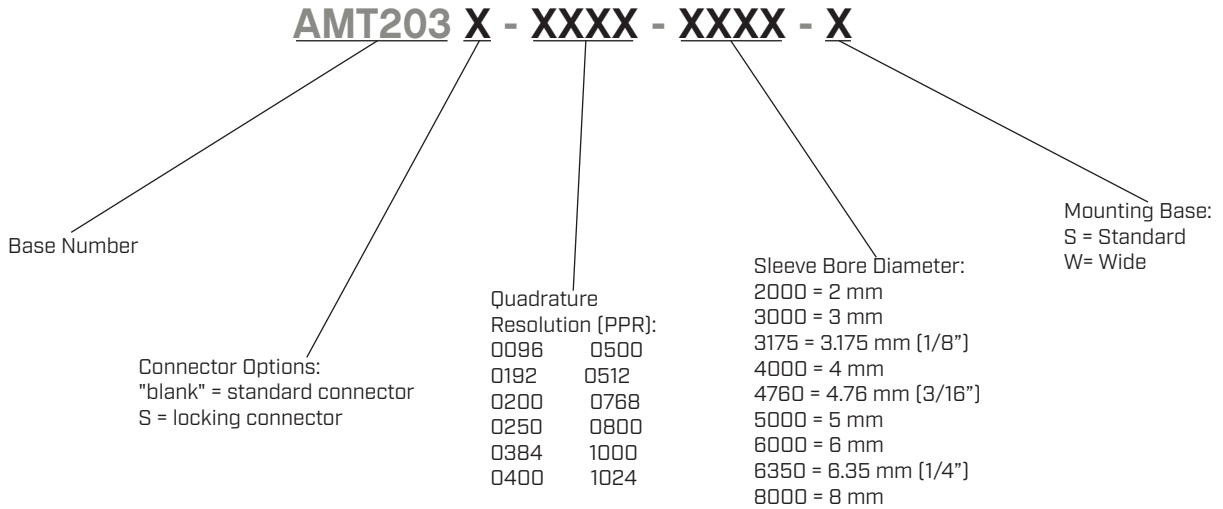 AMT203 X - XXXX - XXXX - X
Base Number
Connector Options:
"blank" = standard connector
S = locking connector
Quadrature
Resolution (PPR):
0096 0500
0192 0512
0200 0768
0250 0800
0384 1000
0400 1024
Sleeve Bore Diameter:
2000 = 2 mm
3000 = 3 mm
3175 = 3.175 mm (1/8”)
4000 = 4 mm
4760 = 4.76 mm (3/16”)
5000 = 5 mm
6000 = 6 mm
6350 = 6.35 mm (1/4”)
8000 = 8 mm
Mounting Base:
S = Standard
W= Wide